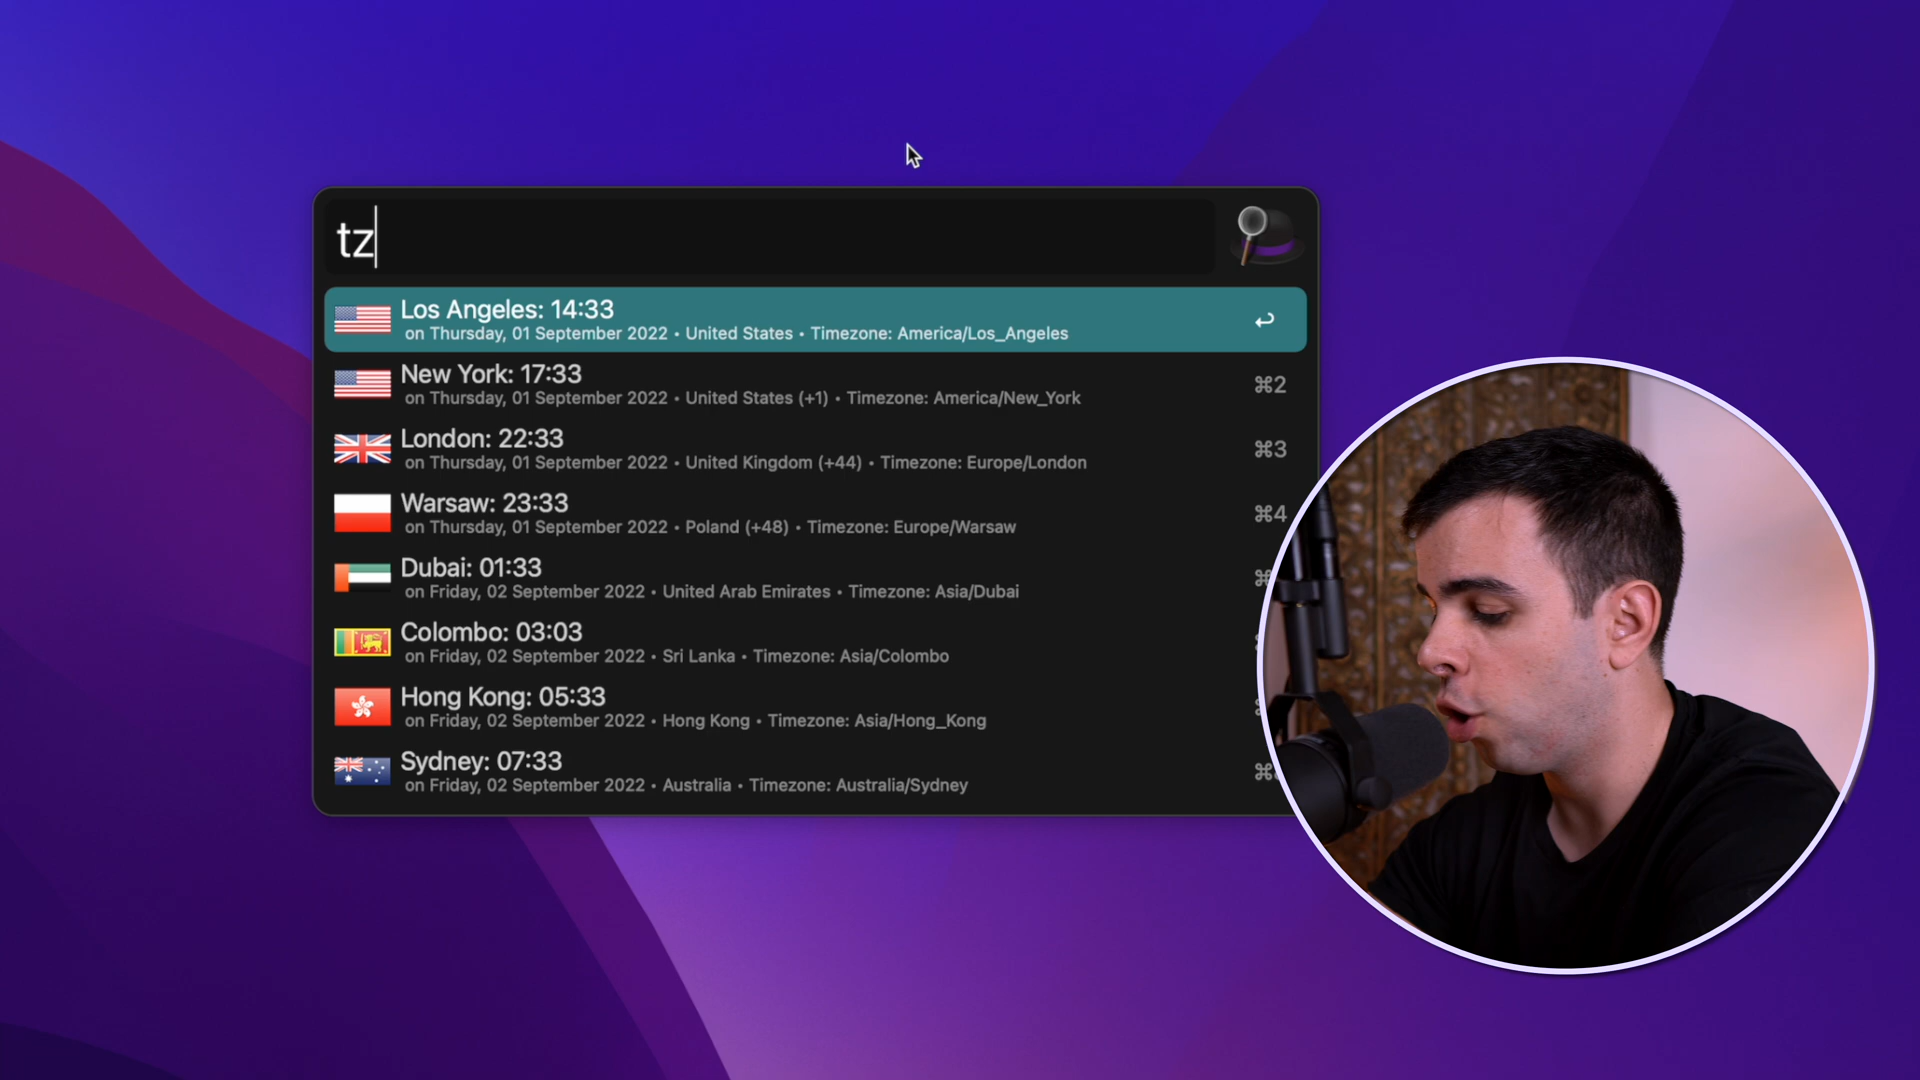 tz
Los Angeles: 14:33
on Thursday, 01 September 2022 • United States • Timezone: America/Los_Angeles
New York: 17:33
on Thursday, 01 September 2022 • United States (+1) • Timezone: America/New_York
⌘2
London: 22:33
on Thursday, 01 September 2022 • United Kingdom (+44) • Timezone: Europe/London
⌘3
Warsaw: 23:33
on Thursday, 01 September 2022 • Poland (+48) • Timezone: Europe/Warsaw
⌘4
Dubai: 01:33
on Friday, 02 September 2022 • United Arab Emirates • Timezone: Asia/Dubai
⌘
Colombo: 03:03
on Friday, 02 September 2022 • Sri Lanka • Timezone: Asia/Colombo
Hong Kong: 05:33
on Friday, 02 September 2022 • Hong Kong • Timezone: Asia/Hong_Kong
Sydney: 07:33
on Friday, 02 September 2022 • Australia • Timezone: Australia/Sydney
⌘